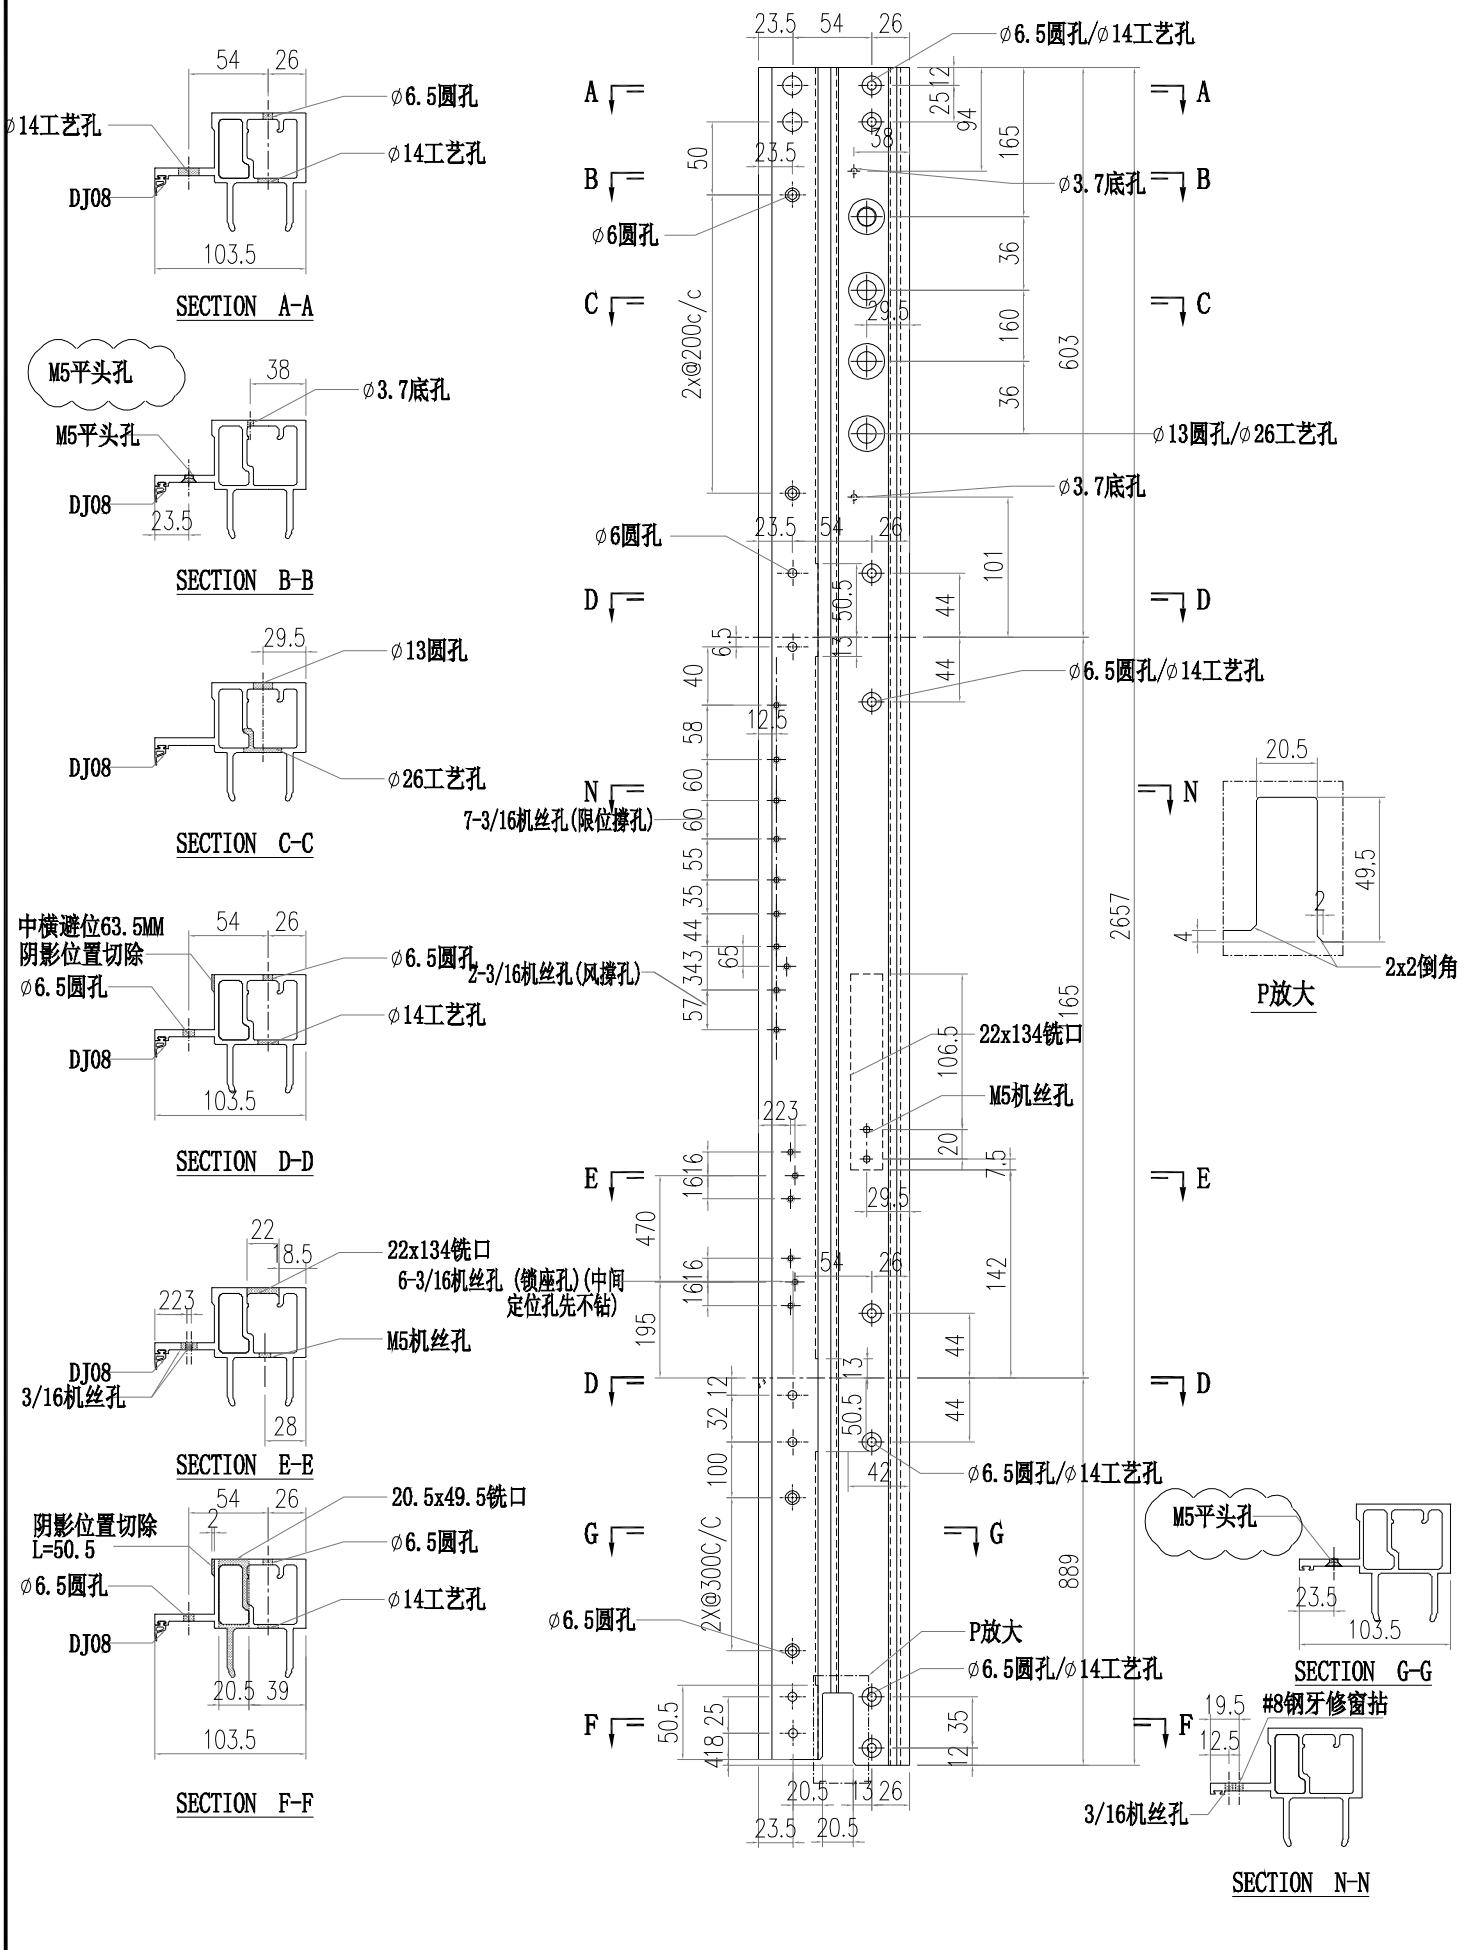 54
26
ø6.5圆孔
ø14工艺孔
ø14工艺孔
DJ08
103.5
SECTION A-A
M5平头孔
38
ø3.7底孔
M5平头孔
DJ08
23.5
SECTION B-B
29.5
ø13圆孔
DJ08
ø26工艺孔
SECTION C-C
中横避位63.5MM
阴影位置切除
54
26
ø6.5圆孔
ø6.5圆孔
ø14工艺孔
DJ08
103.5
SECTION D-D
22
18.5
22x134铣口
223
M5机丝孔
DJ08
3/16机丝孔
28
SECTION E-E
20.5x49.5铣口
54
26
2
阴影位置切除
L=50.5
ø6.5圆孔
ø6.5圆孔
ø14工艺孔
DJ08
20.5
39
103.5
SECTION F-F
23.5
54
26
ø6.5圆孔/ø14工艺孔
A
A
12
25
94
38
165
50
23.5
B
B
ø3.7底孔
ø6圆孔
36
C
C
29.5
160
603
2x@200c/c
36
ø13圆孔/ø26工艺孔
ø3.7底孔
23.5
54
26
ø6圆孔
101
50.5
13
44
D
D
6.5
44
40
ø6.5圆孔/ø14工艺孔
12.5
58
N
N
60
7-3/16机丝孔(限位撑孔)
60
55
35
2657
44
65
2-3/16机丝孔(风撑孔)
343
57
165
106.5
22x134铣口
M5机丝孔
20
7.5
223
1616
E
E
29.5
470
54
26
142
6-3/16机丝孔 (锁座孔)(中间
定位孔先不钻)
1616
195
44
13
D
D
12
32
50.5
44
100
42
ø6.5圆孔/ø14工艺孔
G
G
2X@300C/C
889
ø6.5圆孔
P放大
ø6.5圆孔/ø14工艺孔
50.5
25
418
35
12
F
F
20.5
13
26
23.5
20.5
20.5
49.5
2
4
2x2倒角
P放大
M5平头孔
23.5
103.5
SECTION G-G
19.5
#8钢牙修窗拈
12.5
3/16机丝孔
SECTION N-N